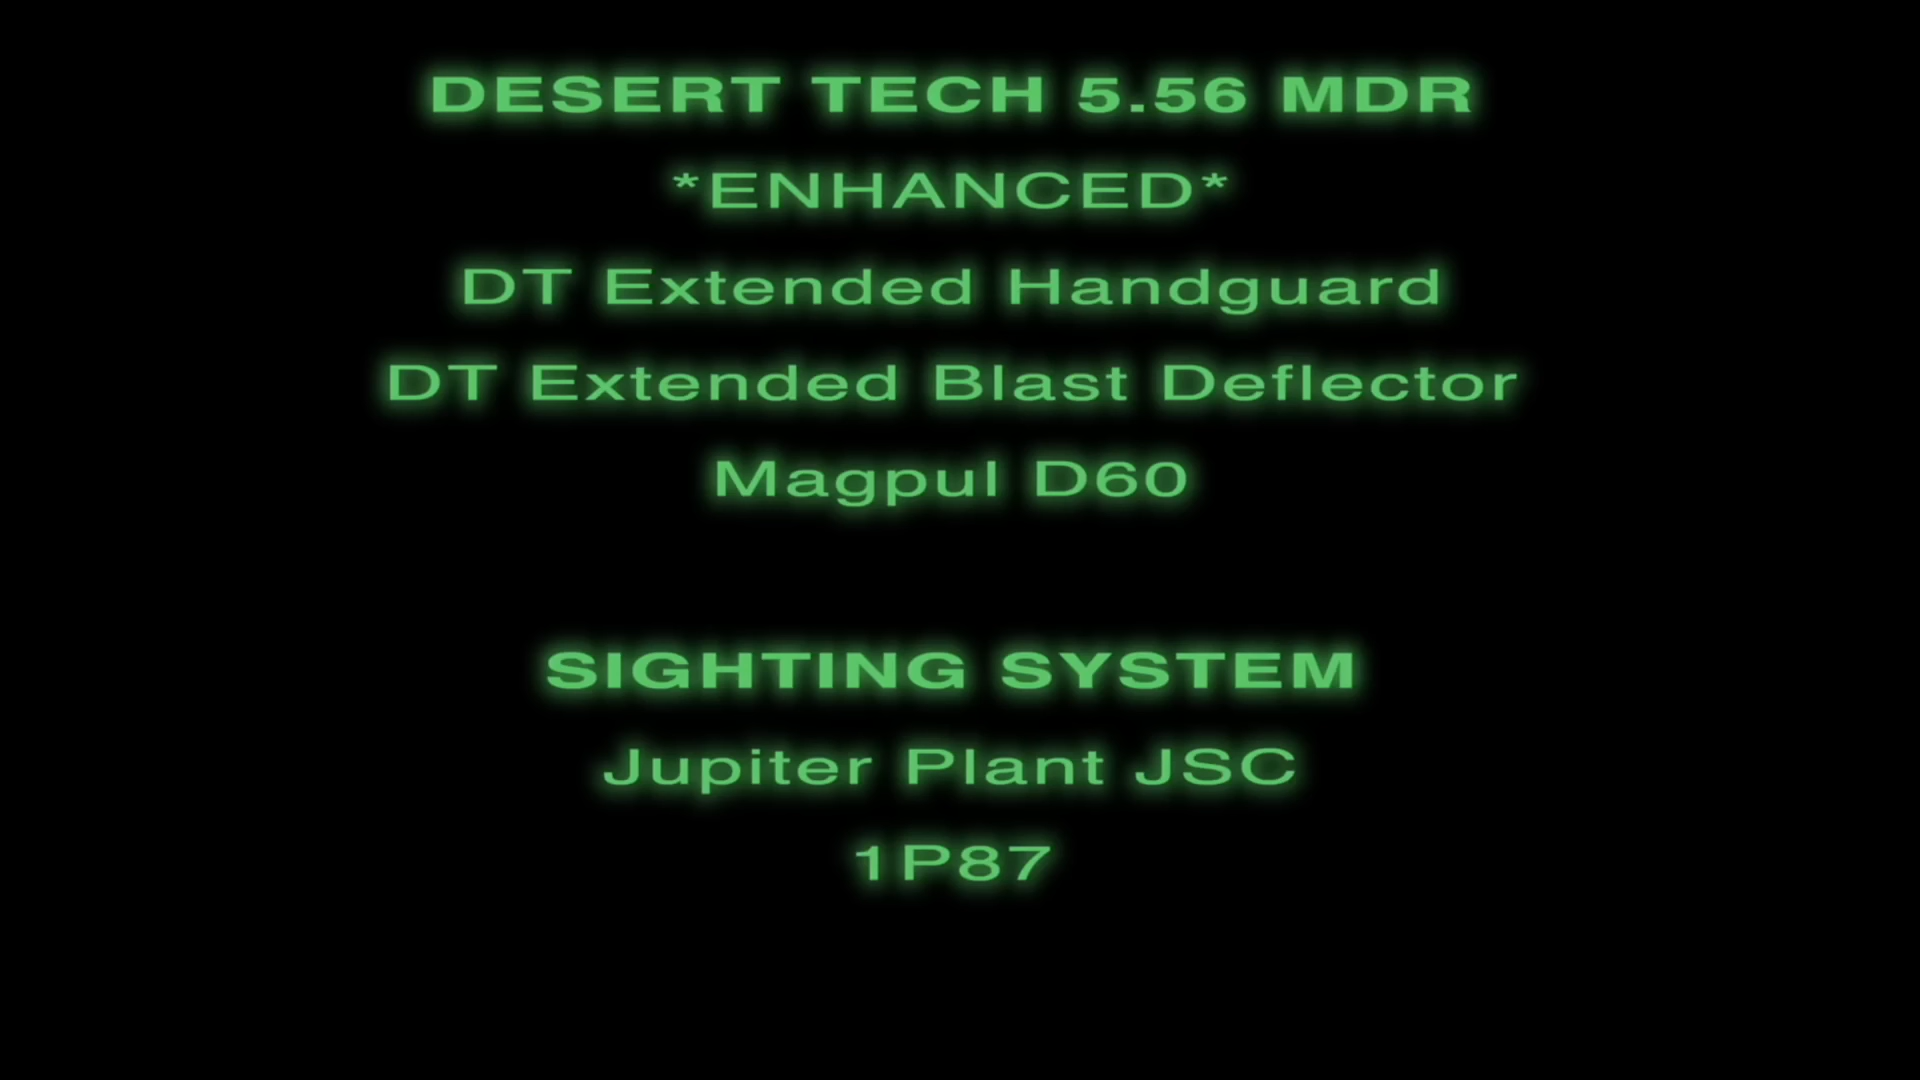 DESERT TECH 5.56 MDR
*ENHANCED*
DT Extended Handguard
DT Extended Blast Deflector
Magpul D60
SIGHTING SYSTEM
Jupiter Plant JSC
1P87